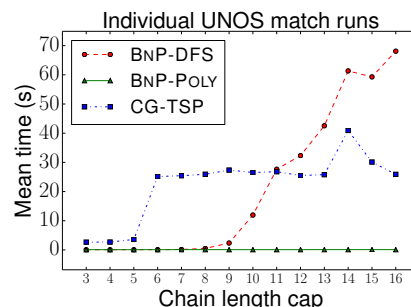 Individual UNOS match runs
70
60
50
40
30
20
10
0
Mean time (s)
BNP-DFS
BNP-POLY
CG-TSP
3 4 5 6 7 8 9 10 11 12 13 14 15 16
Chain length cap